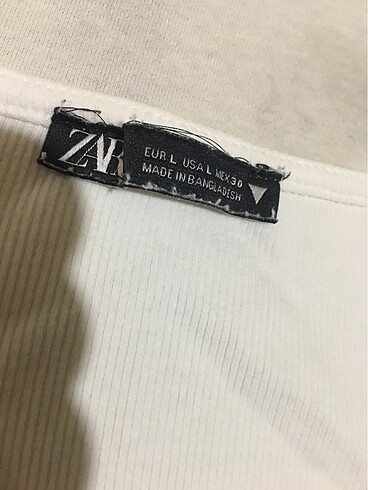 ZAR
EUR L USA L MEX 30
MADE IN BANGLADESH